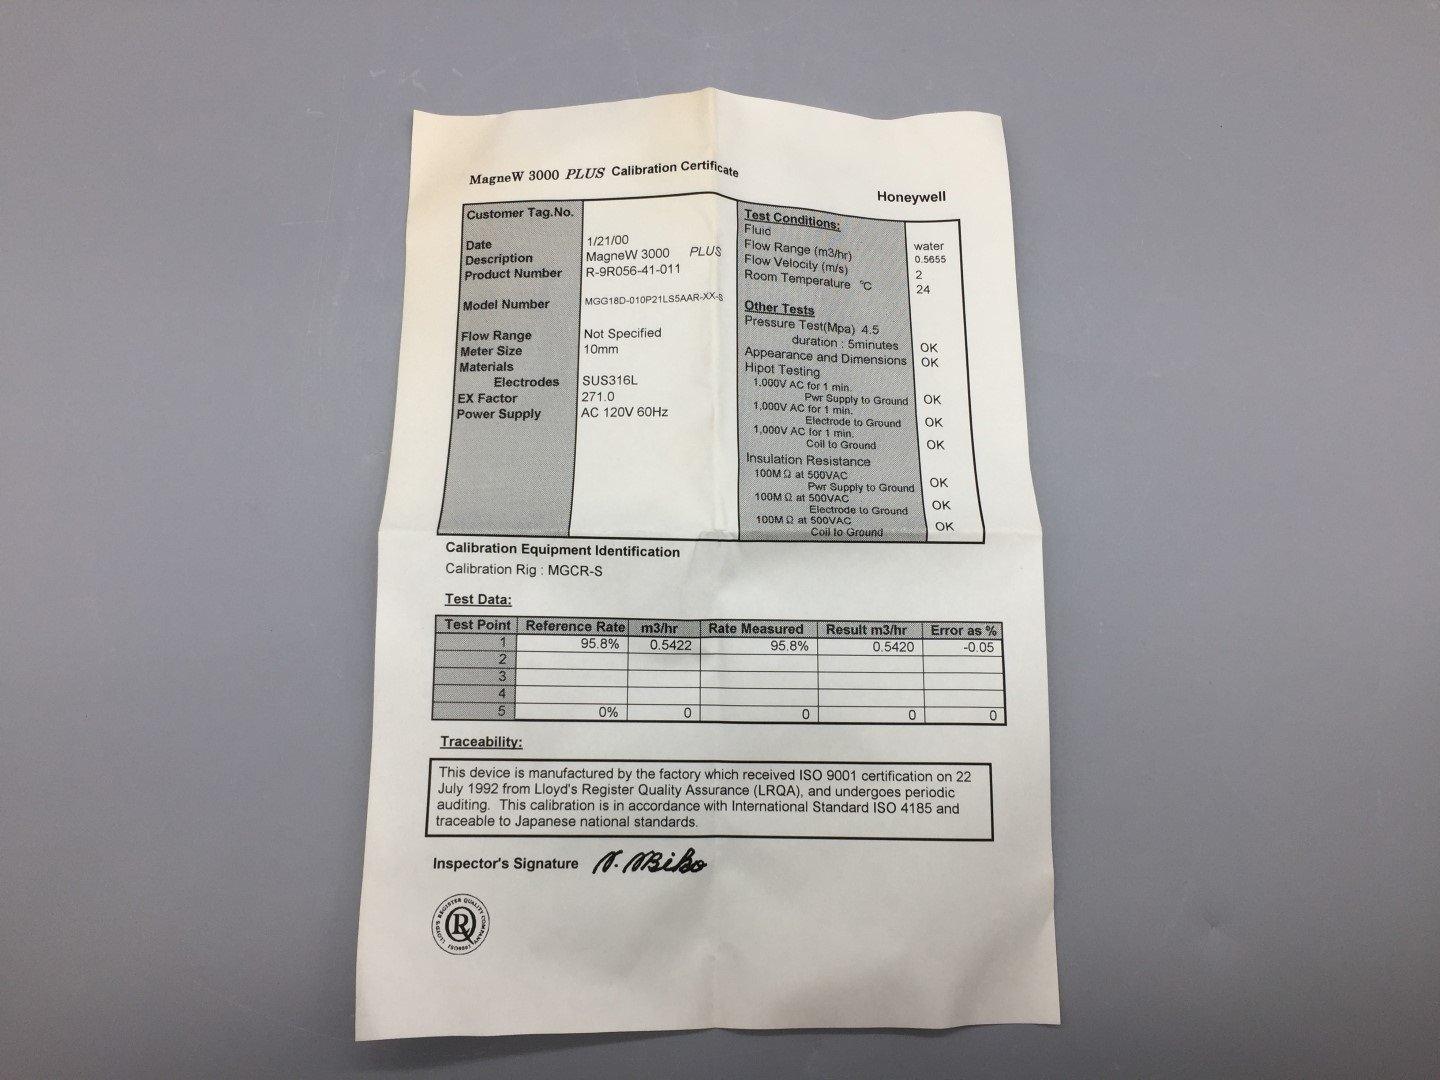 MagneW 3000 PLUS Calibration Certificate
Honeywell
Customer Tag.No.
Date 1/21/00
Description MagneW 3000 PLUS
Product Number R-9R056-41-011
Model Number MGG18D-010P21LS5AAR-XX-S
Flow Range Not Specified
Meter Size 10mm
Materials
Electrodes SUS316L
EX Factor 271.0
Power Supply AC 120V 60Hz
Test Conditions:
Fluid water
Flow Range (m3/hr) 0.5655
Flow Velocity (m/s) 2
Room Temperature °C 24
Other Tests
Pressure Test(Mpa) 4.5
duration : 5minutes OK
Appearance and Dimensions OK
Hipot Testing
1,000V AC for 1 min.
Pwr Supply to Ground OK
1,000V AC for 1 min.
Electrode to Ground OK
1,000V AC for 1 min.
Coil to Ground OK
Insulation Resistance
100M Ω at 500VAC
Pwr Supply to Ground OK
100M Ω at 500VAC
Electrode to Ground OK
100M Ω at 500VAC
Coil to Ground OK
Calibration Equipment Identification
Calibration Rig : MGCR-S
Test Data:
Test Point Reference Rate m3/hr Rate Measured Result m3/hr Error as %
1 95.8% 0.5422 95.8% 0.5420 -0.05
2
3
4
5 0% 0 0 0 0
Traceability:
This device is manufactured by the factory which received ISO 9001 certification on 22
July 1992 from Lloyd's Register Quality Assurance (LRQA), and undergoes periodic
auditing. This calibration is in accordance with International Standard ISO 4185 and
traceable to Japanese national standards.
Inspector's Signature
LLOYD'S REGISTER QUALITY